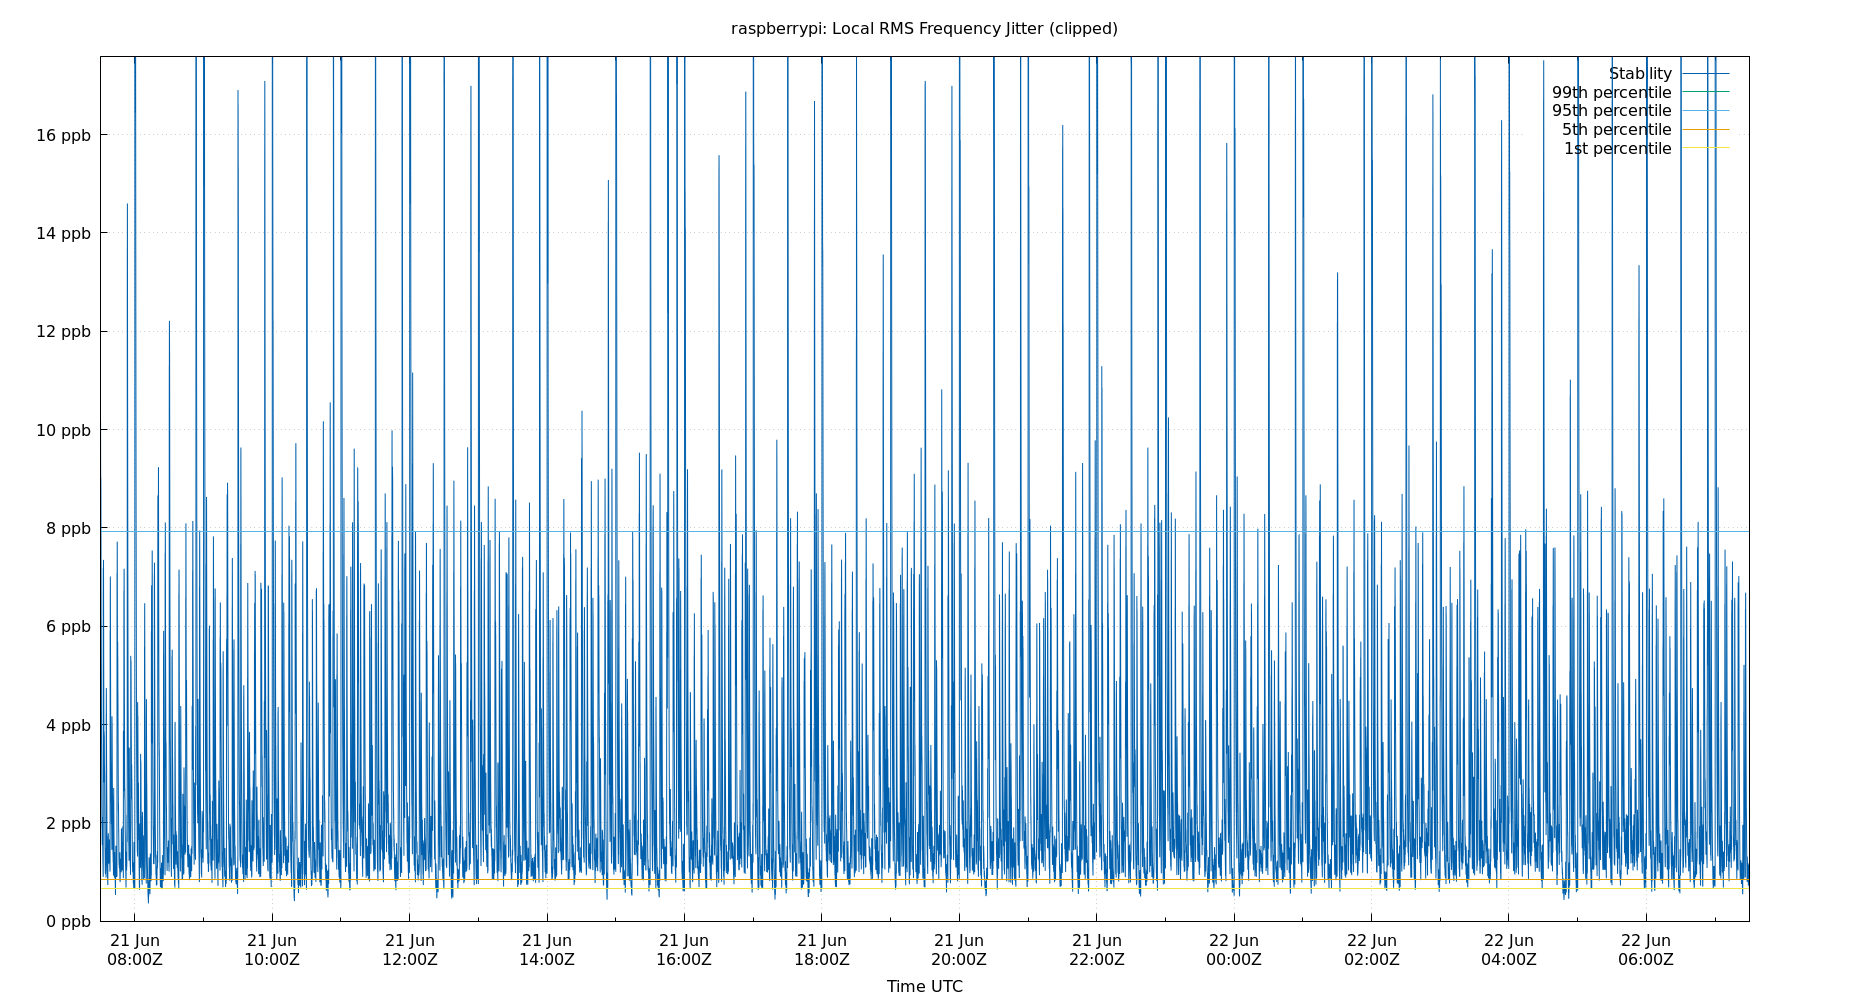 raspberrypi: Local RMS Frequency Jitter (clipped)
Stability
99th percentile
95th percentile
5th percentile
1st percentile
16 ppb
14 ppb
12 ppb
10 ppb
8 ppb
6 ppb
4 ppb
2 ppb
0 ppb
21 Jun 21 Jun 21 Jun 21 Jun 21 Jun 21 Jun 21 Jun 21 Jun 22 Jun 22 Jun 22 Jun 22 Jun
08:00Z 10:00Z 12:00Z 14:00Z 16:00Z 18:00Z 20:00Z 22:00Z 00:00Z 02:00Z 04:00Z 06:00Z
Time UTC